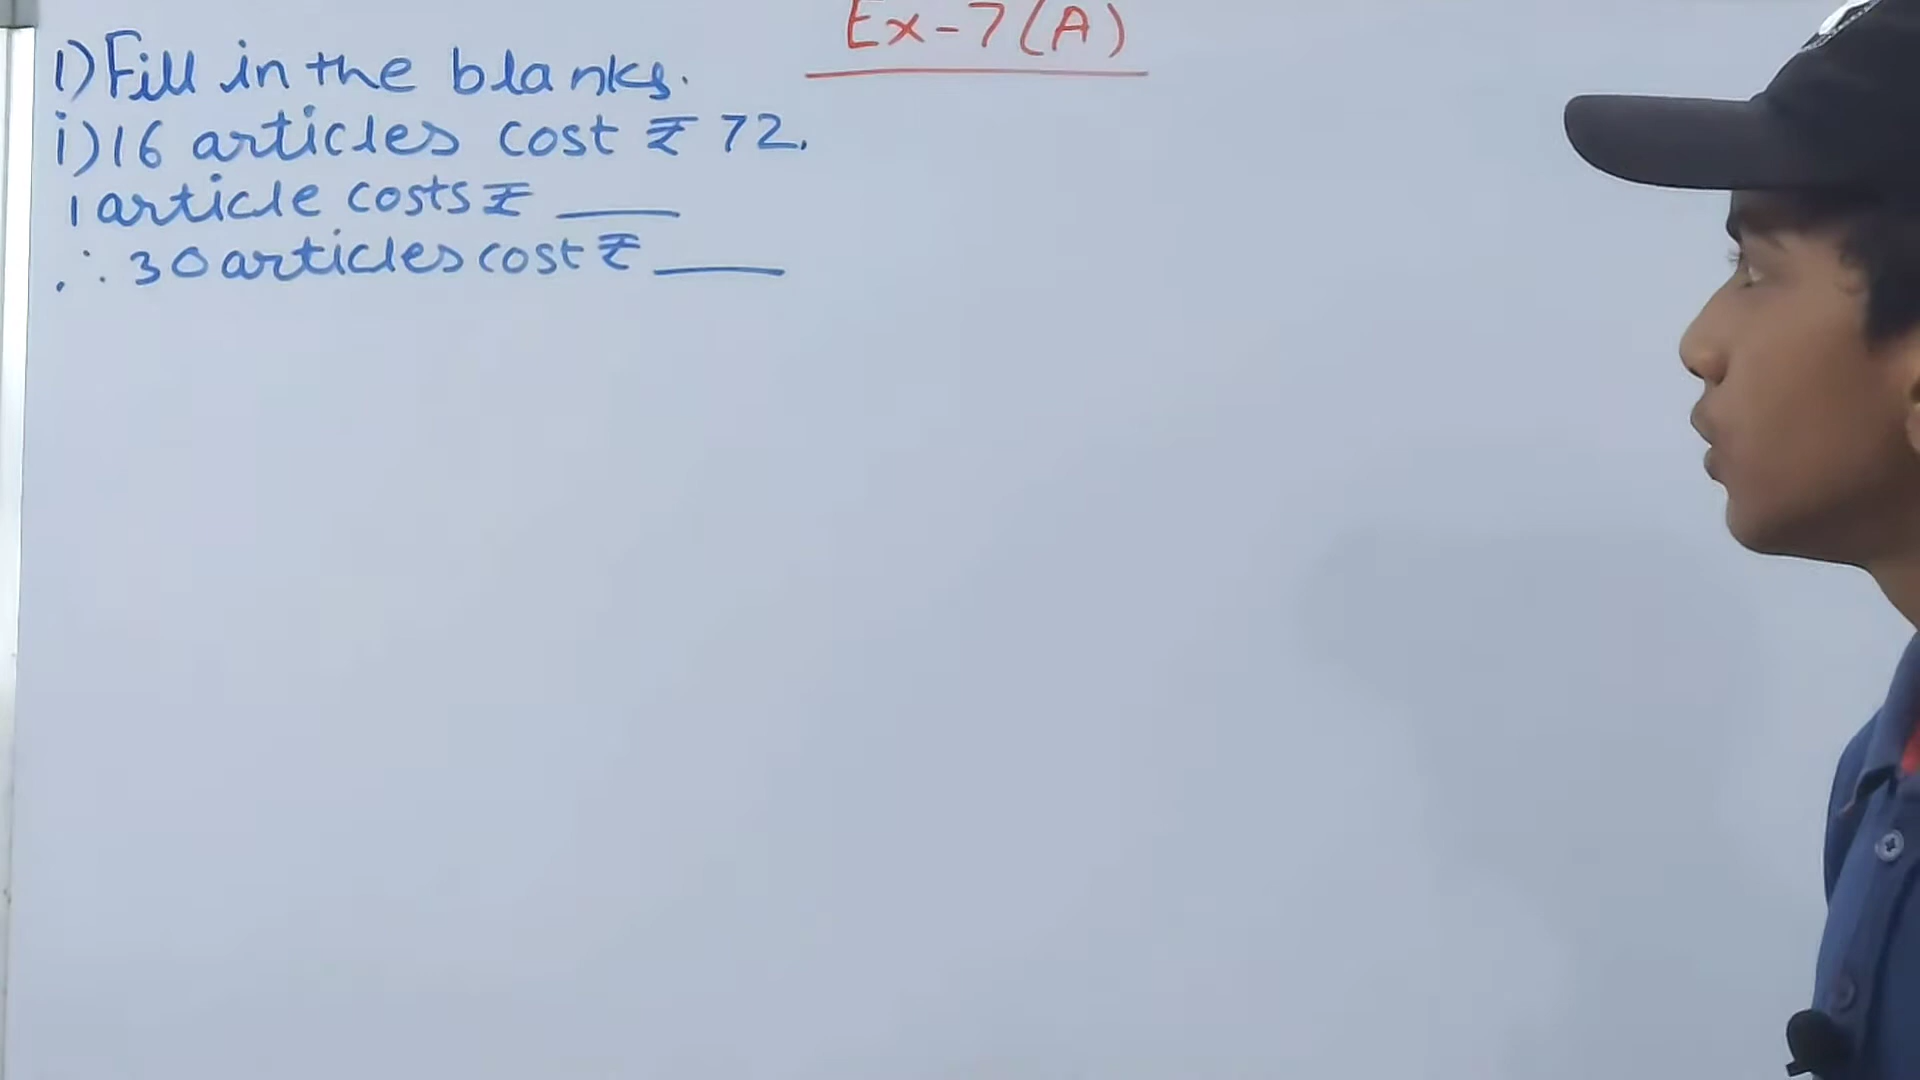 Ex-7(A)
1) Fill in the blanks.
i) 16 articles cost ₹ 72.
1 article costs ₹ ____
∴ 30 articles cost ₹ ____